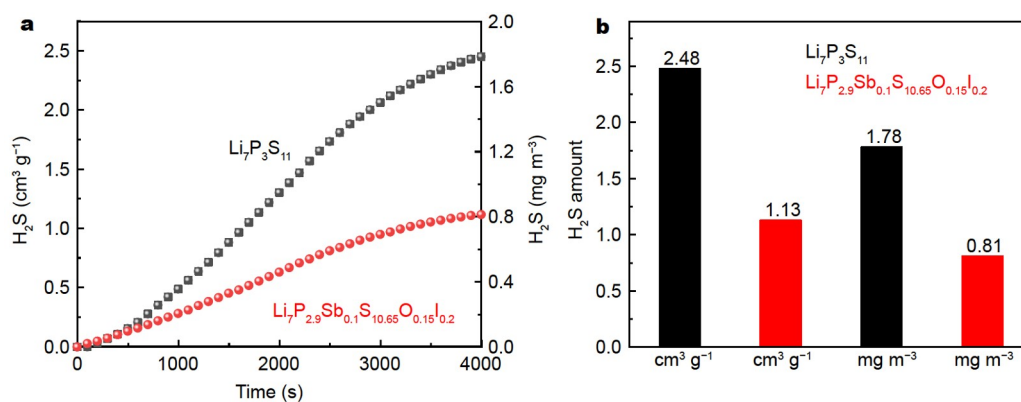 a
2.5
2.0
1.5
1.0
0.5
0.0
H₂S (cm³ g⁻¹)
Li₇P₃S₁₁
Li₇P₂.₉Sb₀.₁S₁₀.₆₅O₀.₁₅I₀.₂
0
1000
2000
3000
4000
Time (s)
2.0
1.6
1.2
0.8
0.4
0.0
H₂S (mg m⁻³)
b
2.5
2.0
1.5
1.0
0.5
0.0
H₂S amount
Li₇P₃S₁₁
Li₇P₂.₉Sb₀.₁S₁₀.₆₅O₀.₁₅I₀.₂
2.48
1.13
1.78
0.81
cm³ g⁻¹
cm³ g⁻¹
mg m⁻³
mg m⁻³